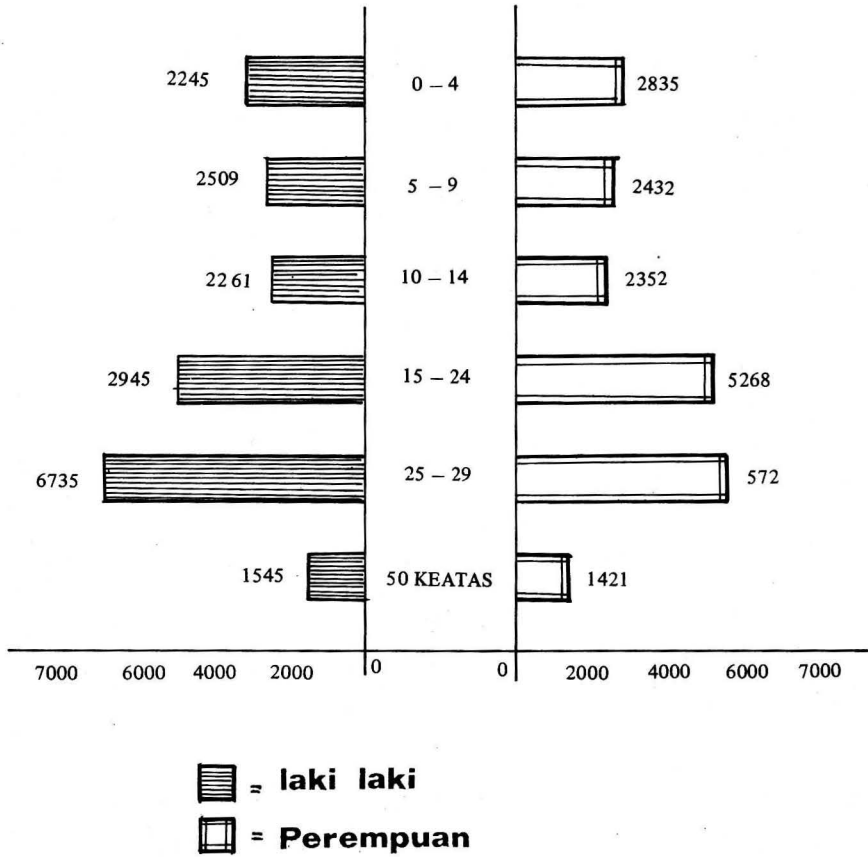 2245 0 – 4 2835
2509 5 – 9 2432
2261 10 – 14 2352
2945 15 – 24 5268
6735 25 – 29 572
1545 50 KEATAS 1421
7000 6000 4000 2000 0 0 2000 4000 6000 7000
= laki laki
= Perempuan